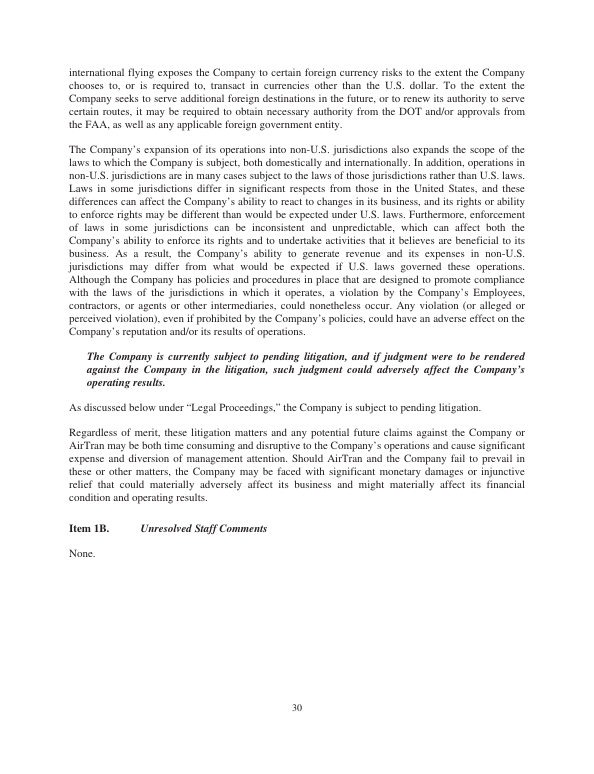 international flying exposes the Company to certain foreign currency risks to the extent the Company
chooses to, or is required to, transact in currencies other than the U.S. dollar. To the extent the
Company seeks to serve additional foreign destinations in the future, or to renew its authority to serve
certain routes, it may be required to obtain necessary authority from the DOT and/or approvals from
the FAA, as well as any applicable foreign government entity.
The Company's expansion of its operations into non-U.S. jurisdictions also expands the scope of the
laws to which the Company is subject, both domestically and internationally. In addition, operations in
non-U.S. jurisdictions are in many cases subject to the laws of those jurisdictions rather than U.S. laws.
Laws in some jurisdictions differ in significant respects from those in the United States, and these
differences can affect the Company's ability to react to changes in its business, and its rights or ability
to enforce rights may be different than would be expected under U.S. laws. Furthermore, enforcement
of laws in some jurisdictions can be inconsistent and unpredictable, which can affect both the
Company's ability to enforce its rights and to undertake activities that it believes are beneficial to its
business. As a result, the Company's ability to generate revenue and its expenses in non-U.S.
jurisdictions may differ from what would be expected if U.S. laws governed these operations.
Although the Company has policies and procedures in place that are designed to promote compliance
with the laws of the jurisdictions in which it operates, a violation by the Company's Employees,
contractors, or agents or other intermediaries, could nonetheless occur. Any violation (or alleged or
perceived violation), even if prohibited by the Company's policies, could have an adverse effect on the
Company's reputation and/or its results of operations.
The Company is currently subject to pending litigation, and if judgment were to be rendered
against the Company in the litigation, such judgment could adversely affect the Company's
operating results.
As discussed below under “Legal Proceedings,” the Company is subject to pending litigation.
Regardless of merit, these litigation matters and any potential future claims against the Company or
AirTran may be both time consuming and disruptive to the Company's operations and cause significant
expense and diversion of management attention. Should AirTran and the Company fail to prevail in
these or other matters, the Company may be faced with significant monetary damages or injunctive
relief that could materially adversely affect its business and might materially affect its financial
condition and operating results.
Item 1B. Unresolved Staff Comments
None.
30